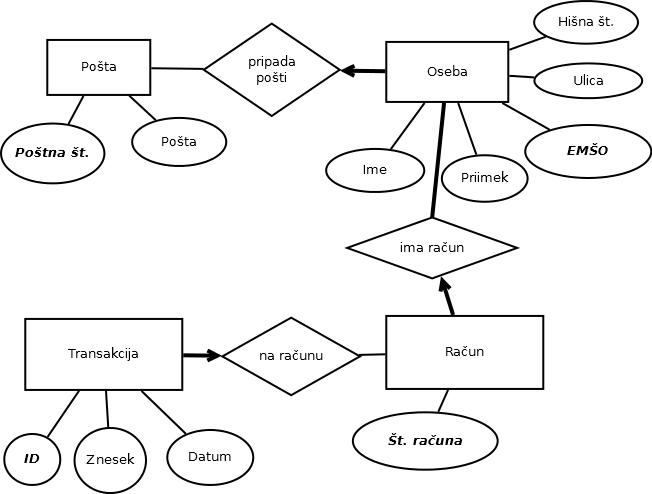 Hišna št.
Pošta
pripada
pošti
Oseba
Ulica
Poštna št.
Pošta
Ime
Priimek
EMŠO
ima račun
Transakcija
na računu
Račun
ID
Znesek
Datum
Št. računa